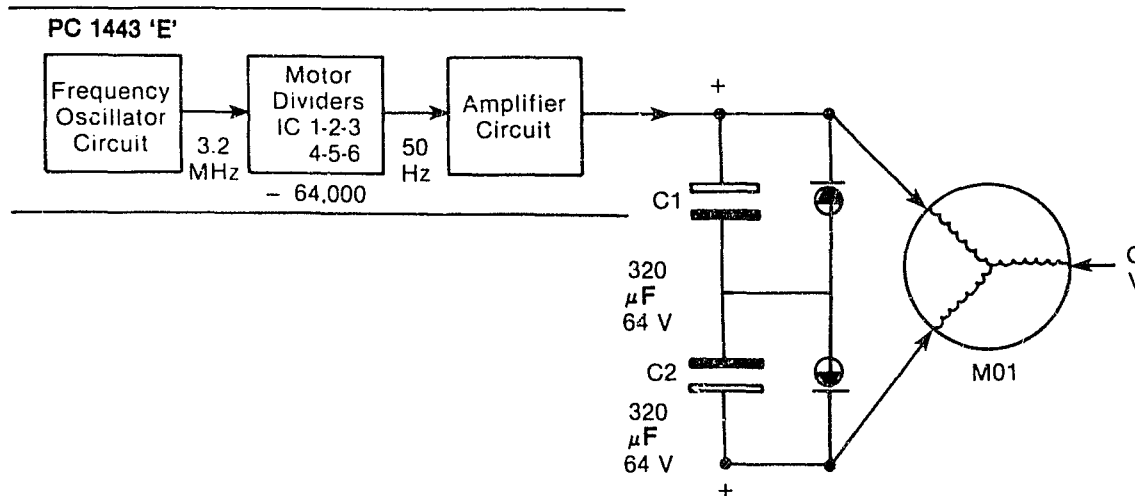 PC 1443 'E'
Frequency
Oscillator
Circuit
3.2
MHz
Motor
Dividers
IC 1-2-3
4-5-6
– 64,000
50
Hz
Amplifier
Circuit
+
C1
320
μF
64 V
C2
320
μF
64 V
+
M01